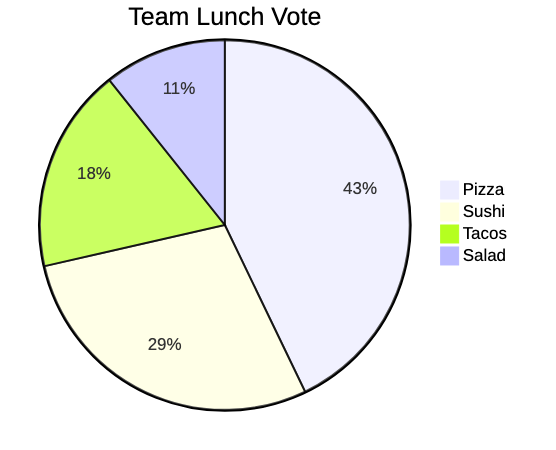 Team Lunch Vote
11%
18%
43%
29%
Pizza
Sushi
Tacos
Salad